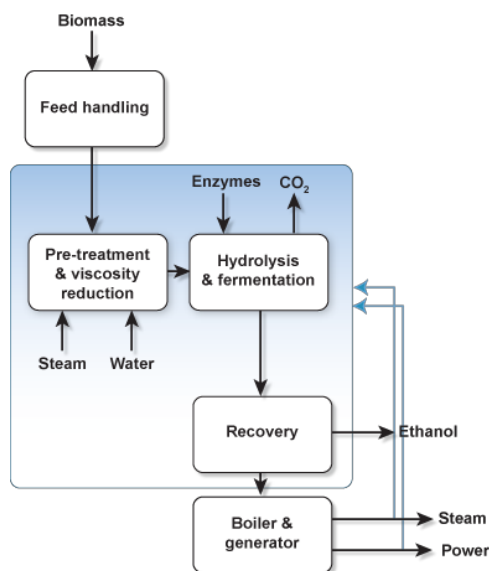 Biomass
Feed handling
Enzymes
CO₂
Pre-treatment
& viscosity
reduction
Hydrolysis
& fermentation
Steam
Water
Recovery
Ethanol
Boiler &
generator
Steam
Power